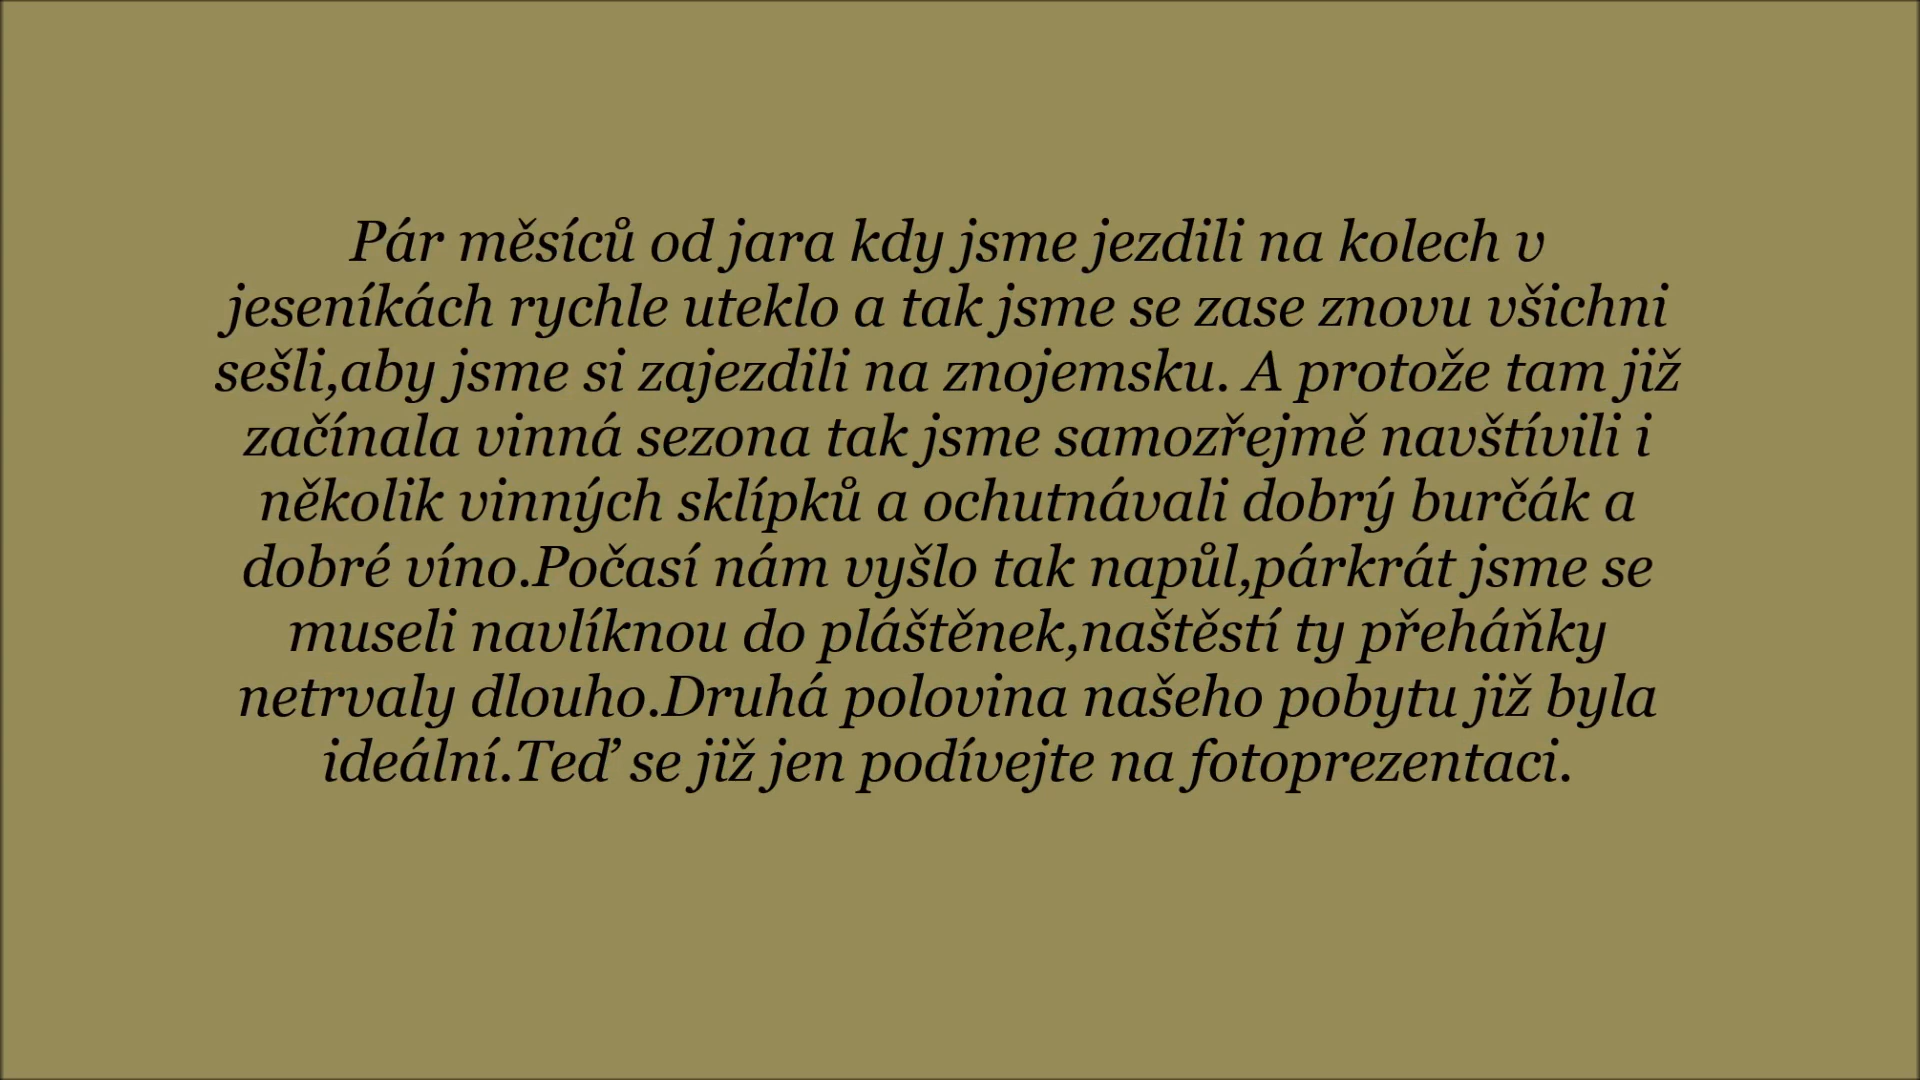 Pár měsíců od jara kdy jsme jezdili na kolech v
jeseníkách rychle uteklo a tak jsme se zase znovu všichni
sešli,aby jsme si zajezdili na znojemsku. A protože tam již
začínala vinná sezona tak jsme samozřejmě navštívili i
několik vinných sklípků a ochutnávali dobrý burčák a
dobré víno.Počasí nám vyšlo tak napůl,párkrát jsme se
museli navlíknou do pláštěnek,naštěstí ty přeháňky
netrvaly dlouho.Druhá polovina našeho pobytu již byla
ideální.Teď se již jen podívejte na fotoprezentaci.